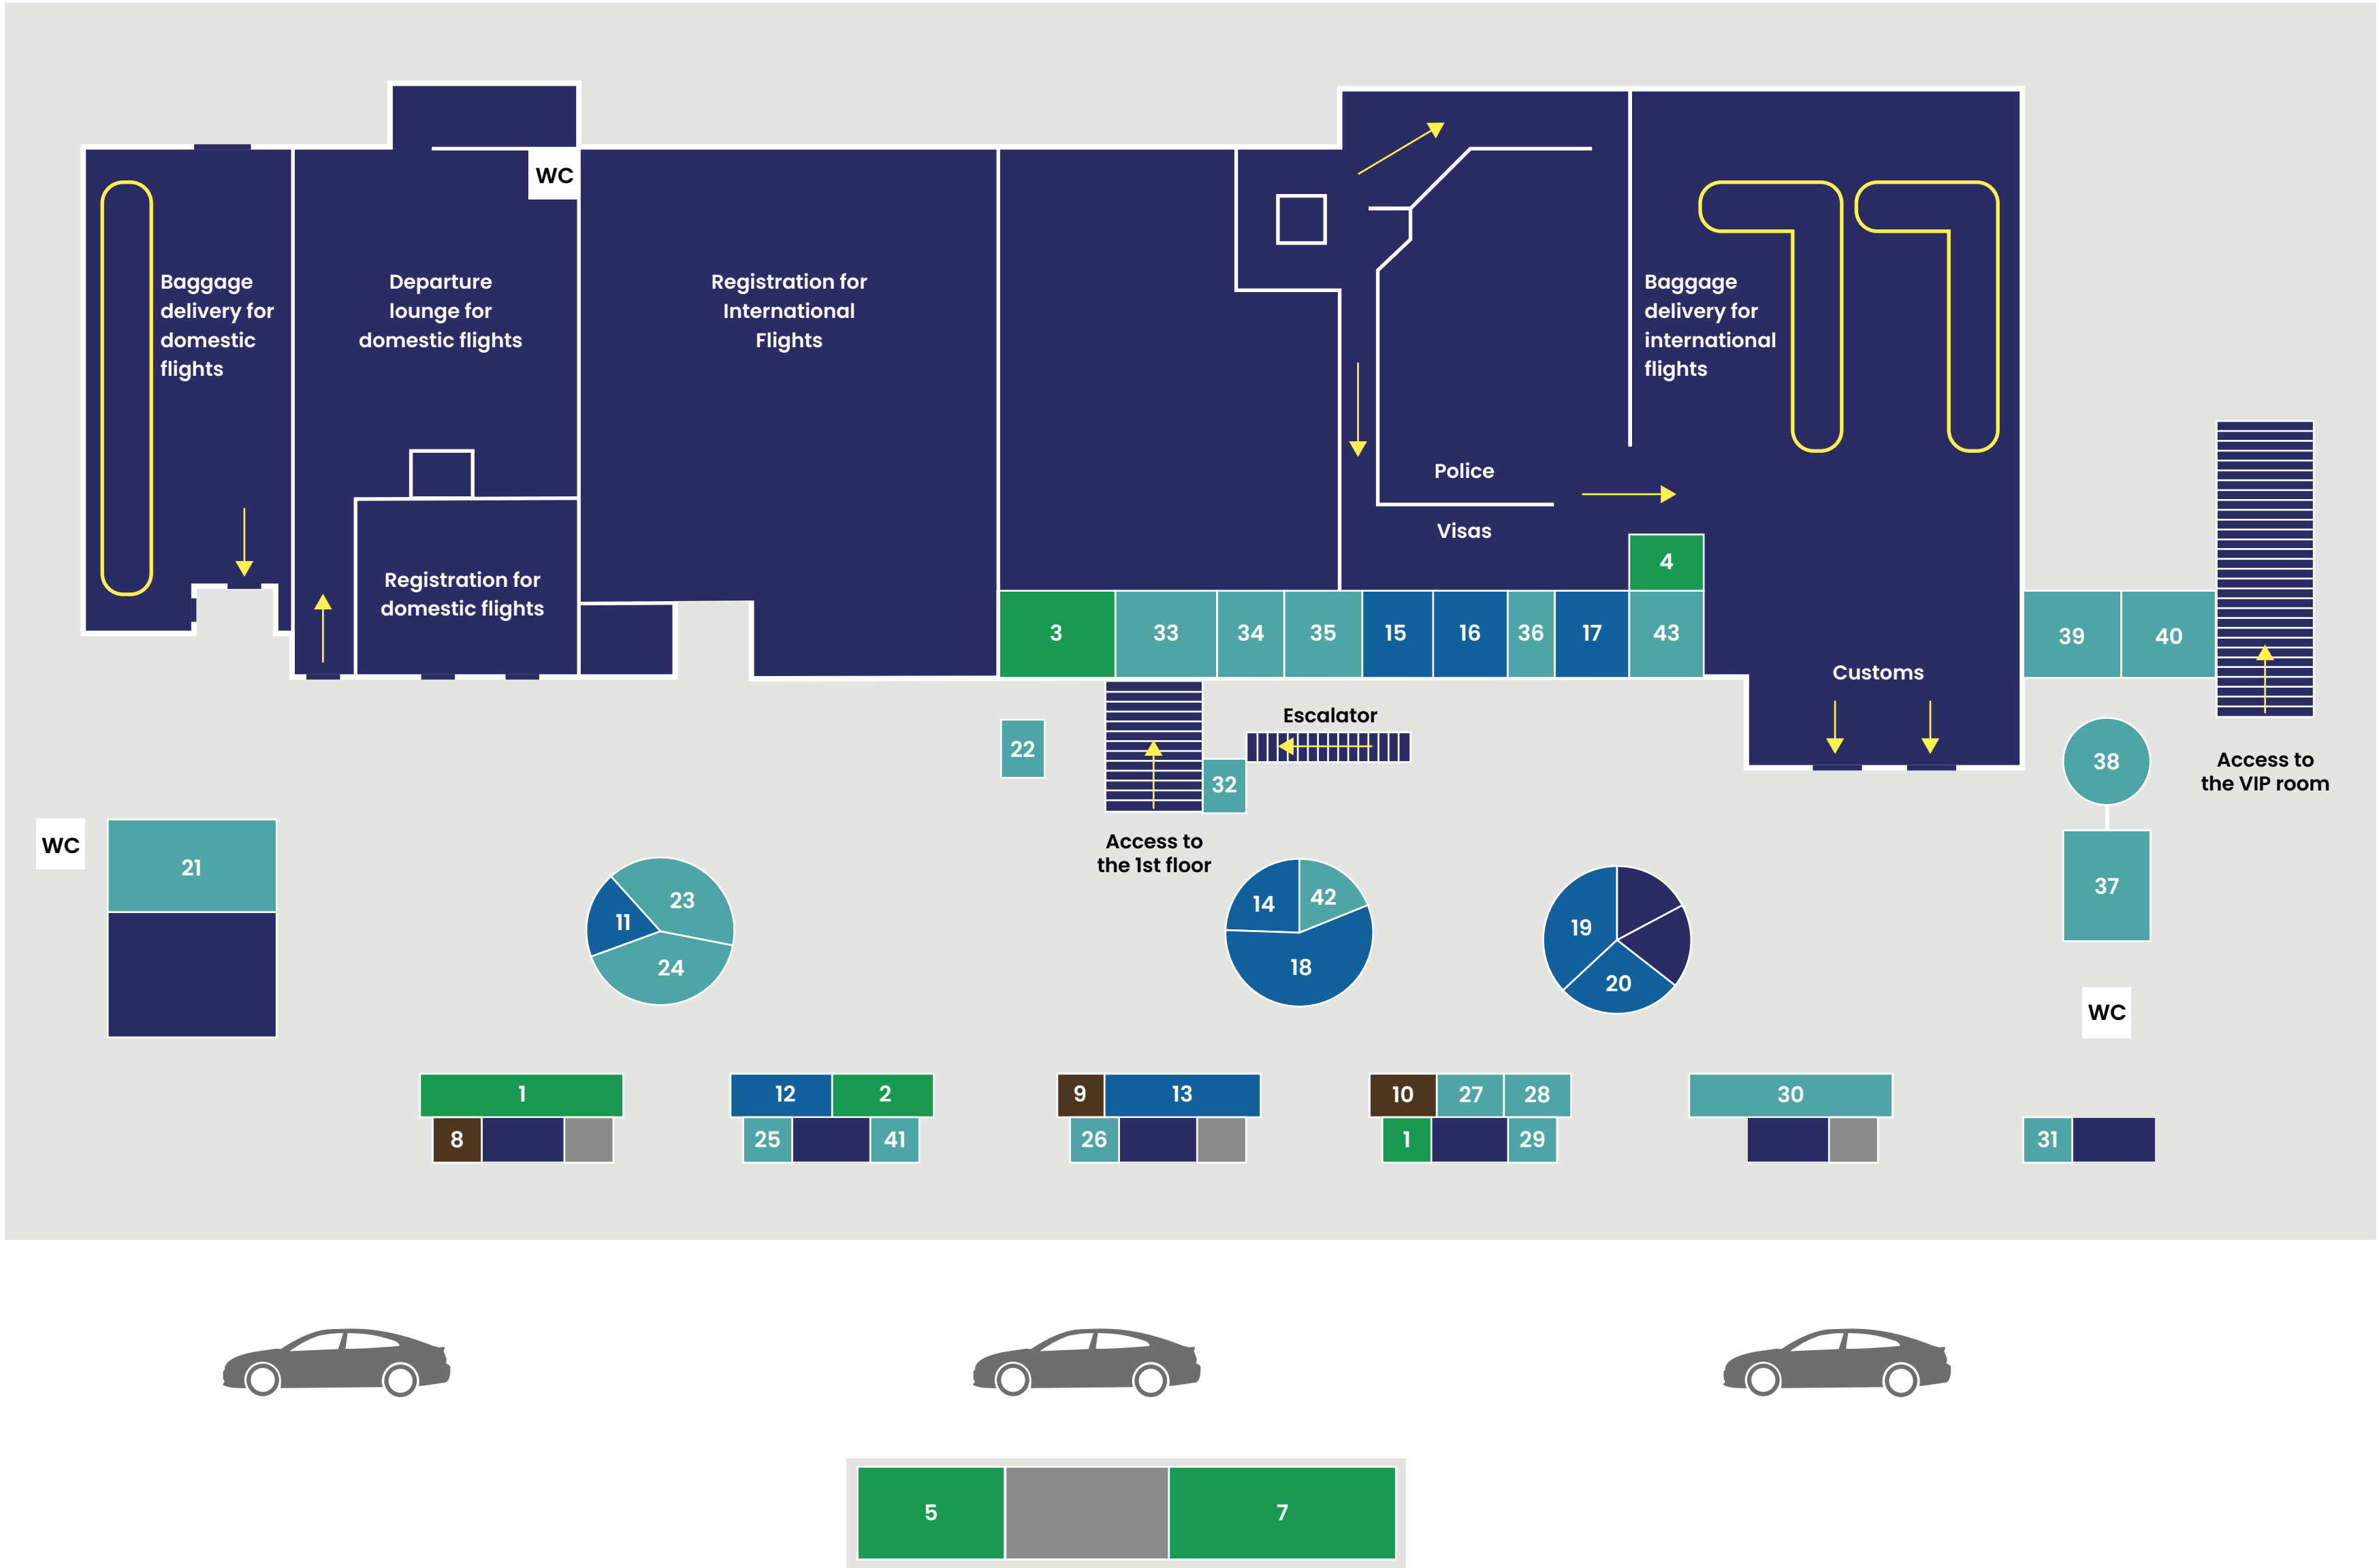 WC
Baggage
delivery for
domestic
flights
Departure
lounge for
domestic flights
Registration for
International
Flights
Baggage
delivery for
international
flights
Police
Visas
4
Registration for
domestic flights
3
33
34
35
15
16
36
17
43
39
40
Customs
Escalator
22
32
38
Access to
the VIP room
Access to
the 1st floor
WC
21
23
11
24
14
42
18
19
20
37
WC
1
12
2
9
13
10
27
28
30
8
25
41
26
1
29
31
5
7